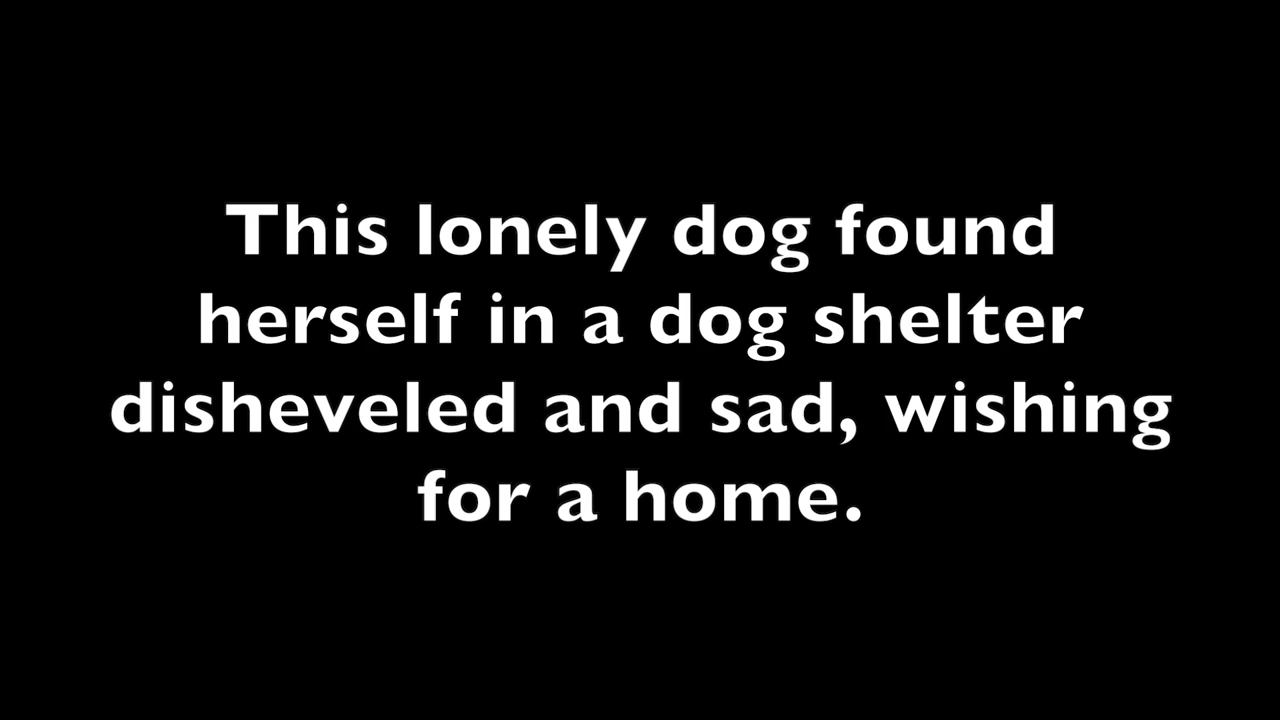 This lonely dog found
herself in a dog shelter
disheveled and sad, wishing
for a home.